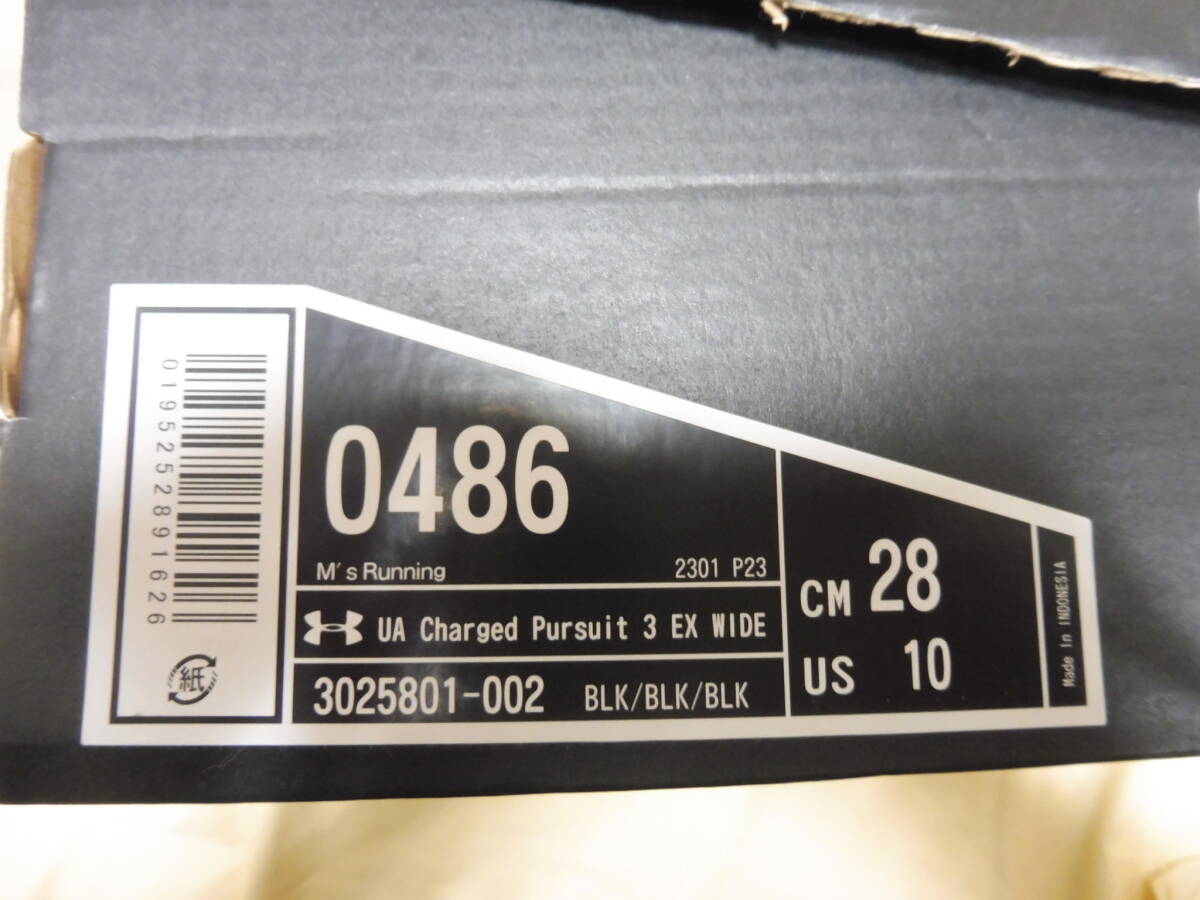 0195252891626
紙
0486
M's Running 2301 P23
UA Charged Pursuit 3 EX WIDE
3025801-002 BLK/BLK/BLK
CM 28
US 10
Made In INDONESIA